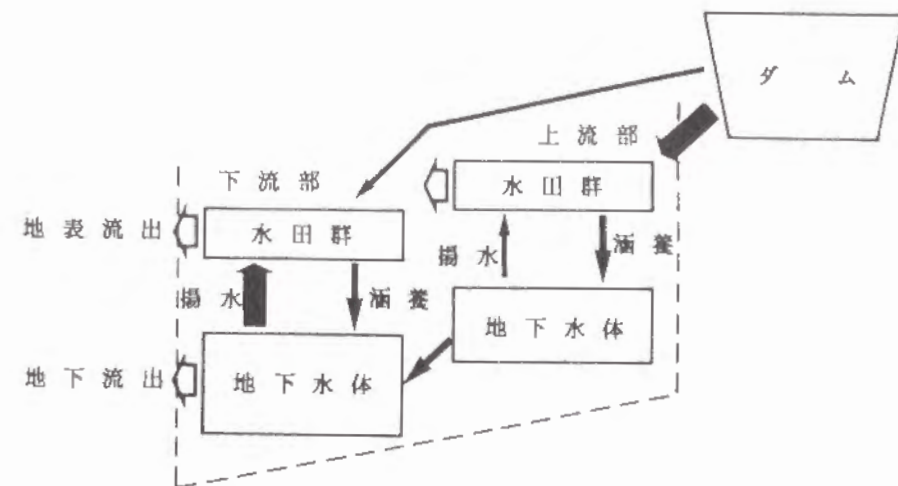 ダム
上流部
水田群
下流部
水田群
地表流出
揚水
涵養
揚水
涵養
地下水体
地下水体
地下流出